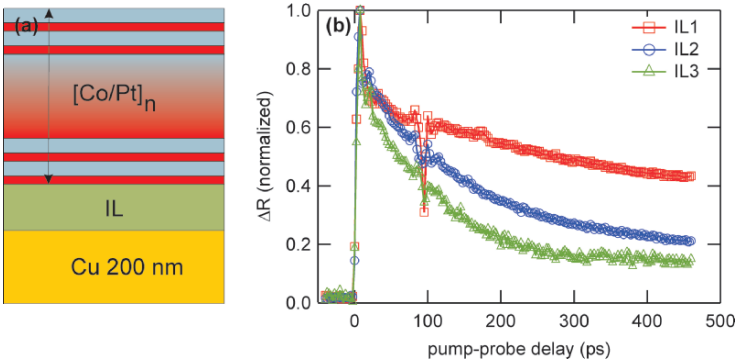 (a)
[Co/Pt]n
IL
Cu 200 nm
(b)
IL1
IL2
IL3
ΔR (normalized)
1.0
0.8
0.6
0.4
0.2
0.0
0 100 200 300 400 500
pump-probe delay (ps)